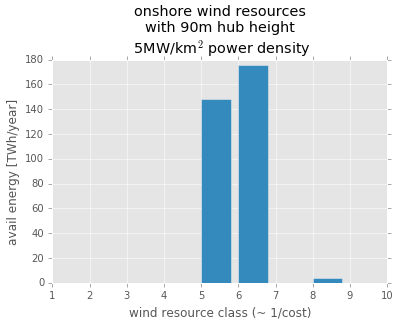 onshore wind resources
with 90m hub height
5MW/km² power density
avail energy [TWh/year]
180
160
140
120
100
80
60
40
20
0
1 2 3 4 5 6 7 8 9 10
wind resource class (~ 1/cost)